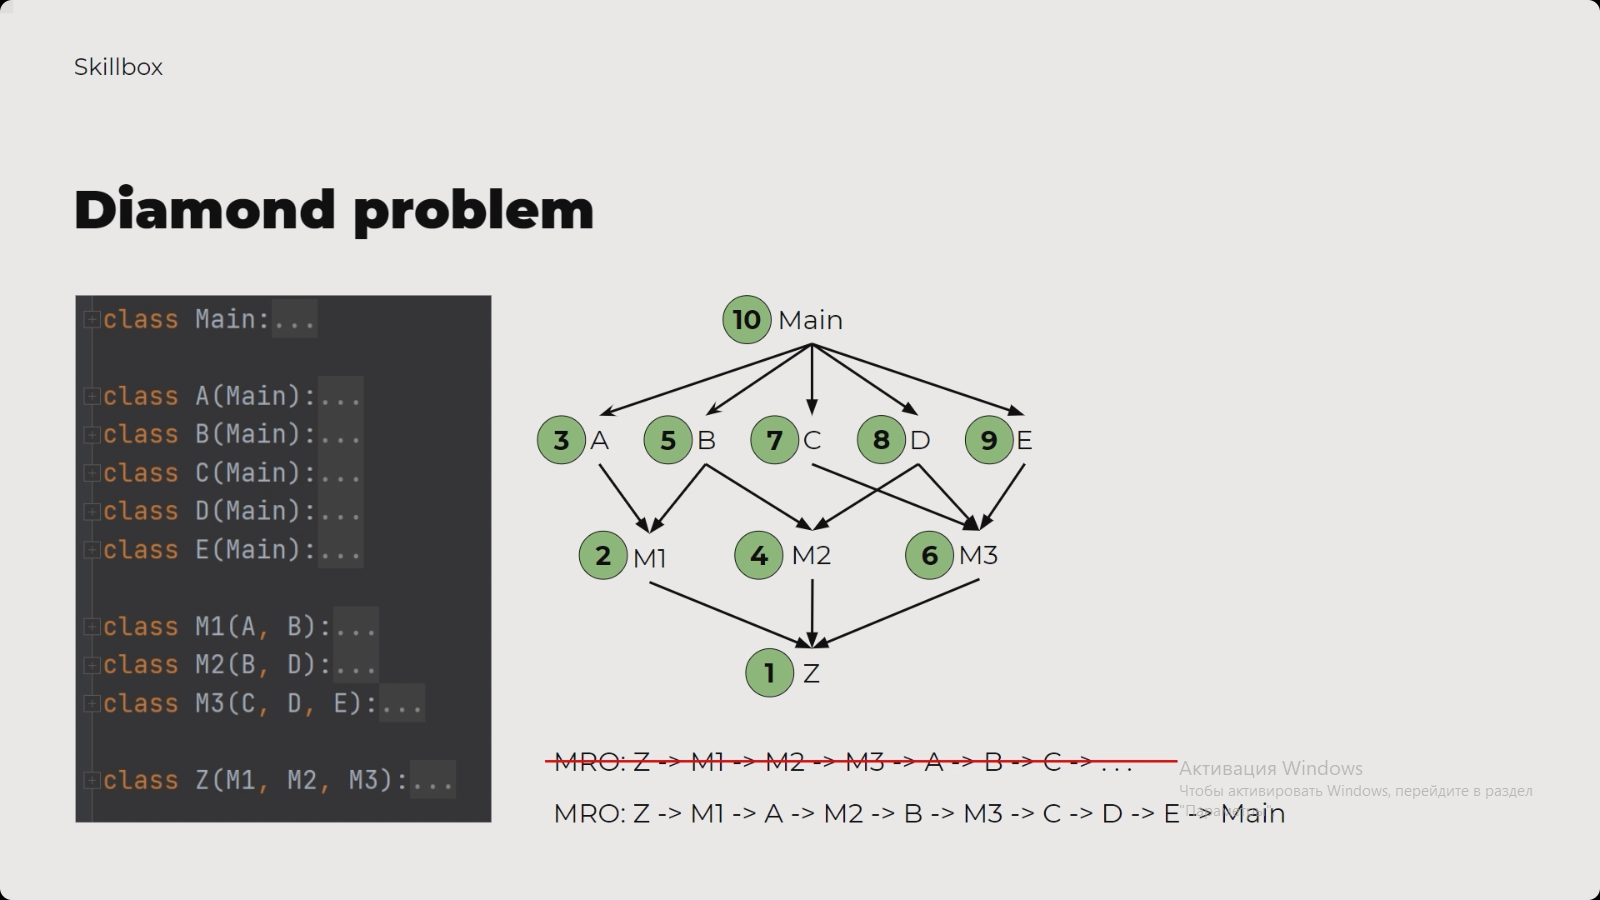 Skillbox
Diamond problem
class Main:...
class A(Main):...
class B(Main):...
class C(Main):...
class D(Main):...
class E(Main):...
class M1(A, B):...
class M2(B, D):...
class M3(C, D, E):...
class Z(M1, M2, M3):...
10 Main
3 A 5 B 7 C 8 D 9 E
2 M1 4 M2 6 M3
1 Z
MRO: Z -> M1 -> M2 -> M3 -> A -> B -> C -> . . .
MRO: Z -> M1 -> A -> M2 -> B -> M3 -> C -> D -> E -> Main
Активация Windows
Чтобы активировать Windows, перейдите в раздел
"Параметры".